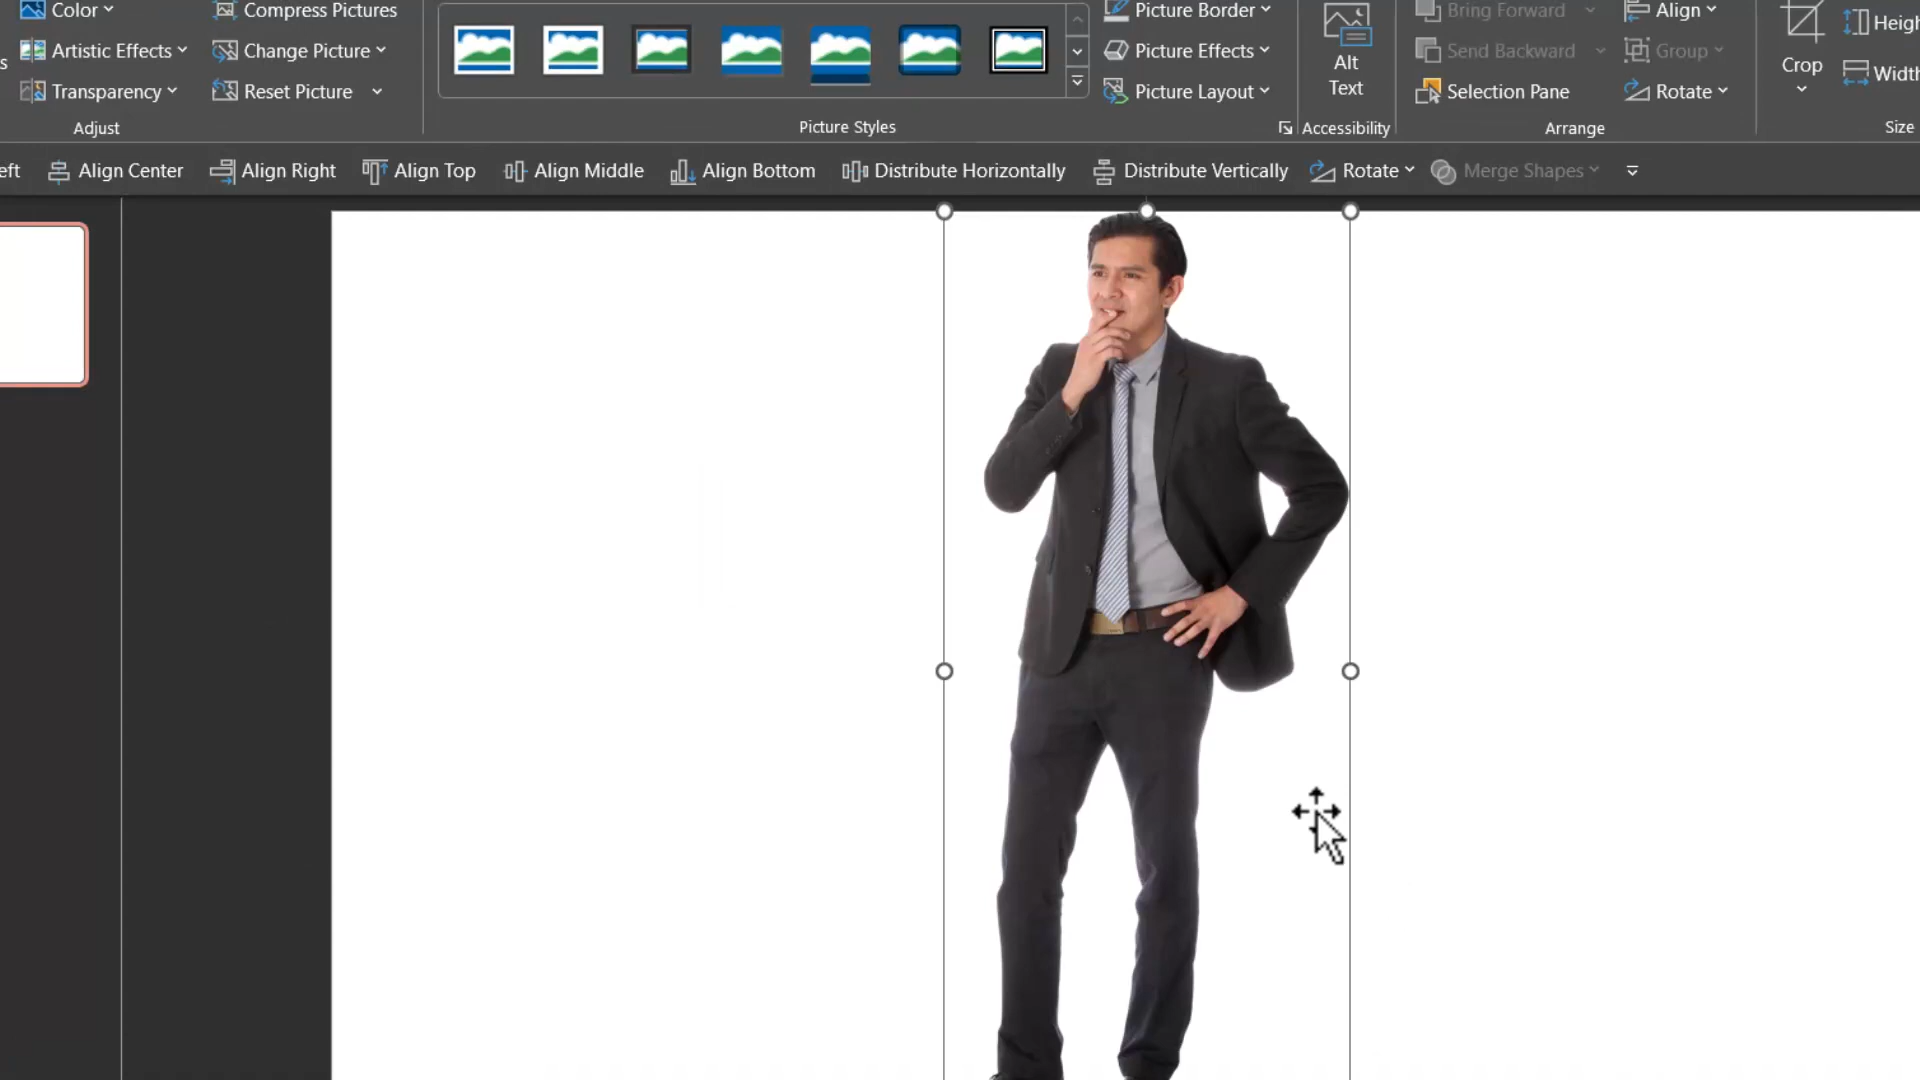 Color
Compress Pictures
Artistic Effects
Change Picture
Transparency
Reset Picture
Adjust
Picture Border
Picture Effects
Picture Layout
Picture Styles
Alt
Text
Accessibility
Bring Forward
Send Backward
Selection Pane
Align
Group
Rotate
Arrange
Crop
Heigh
Width
Size
eft
Align Center
Align Right
Align Top
Align Middle
Align Bottom
Distribute Horizontally
Distribute Vertically
Rotate
Merge Shapes